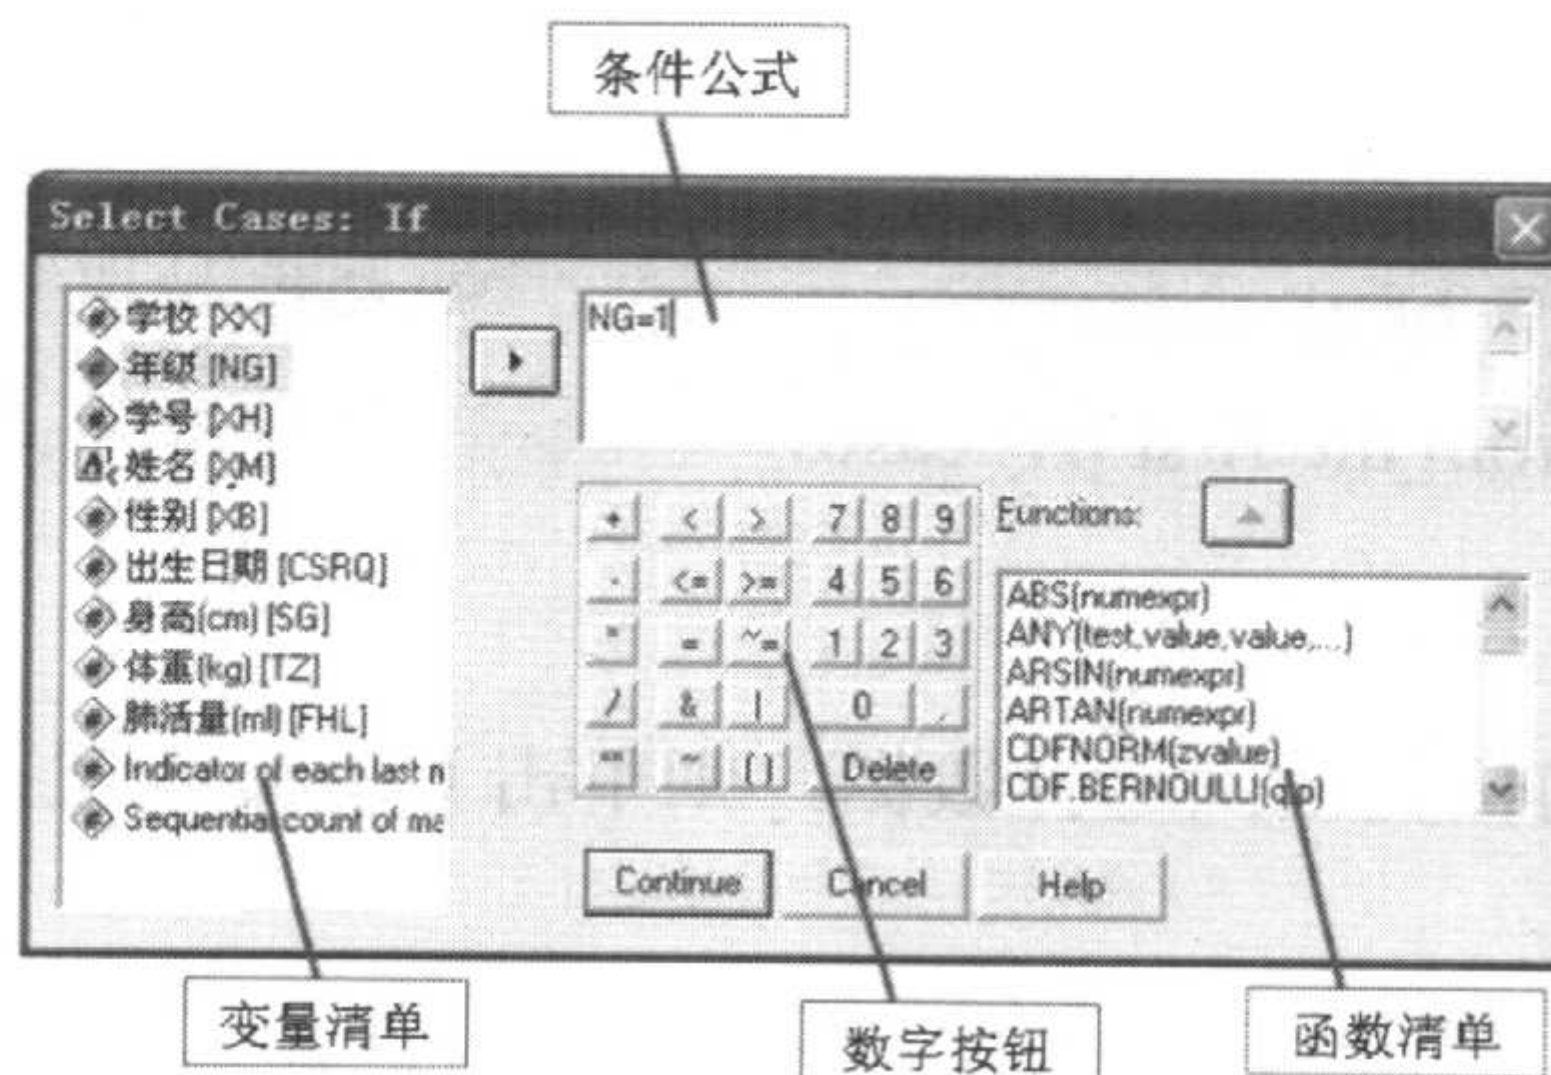 条件公式
Select Cases: If
学校 [XX]
年级 [NG]
学号 [XH]
姓名 [XM]
性别 [XB]
出生日期 [CSRQ]
身高(cm) [SG]
体重(kg) [TZ]
肺活量(ml) [FHL]
Indicator of each last m
Sequential count of ma
NG=1
+ < > 7 8 9
- <= >= 4 5 6
* = ~= 1 2 3
/ & | 0 .
** ~ () Delete
Functions:
ABS(numexpr)
ANY(test,value,value,...)
ARSIN(numexpr)
ARTAN(numexpr)
CDFNORM(zvalue)
CDF.BERNOULLI(q,p)
Continue Cancel Help
变量清单
数字按钮
函数清单